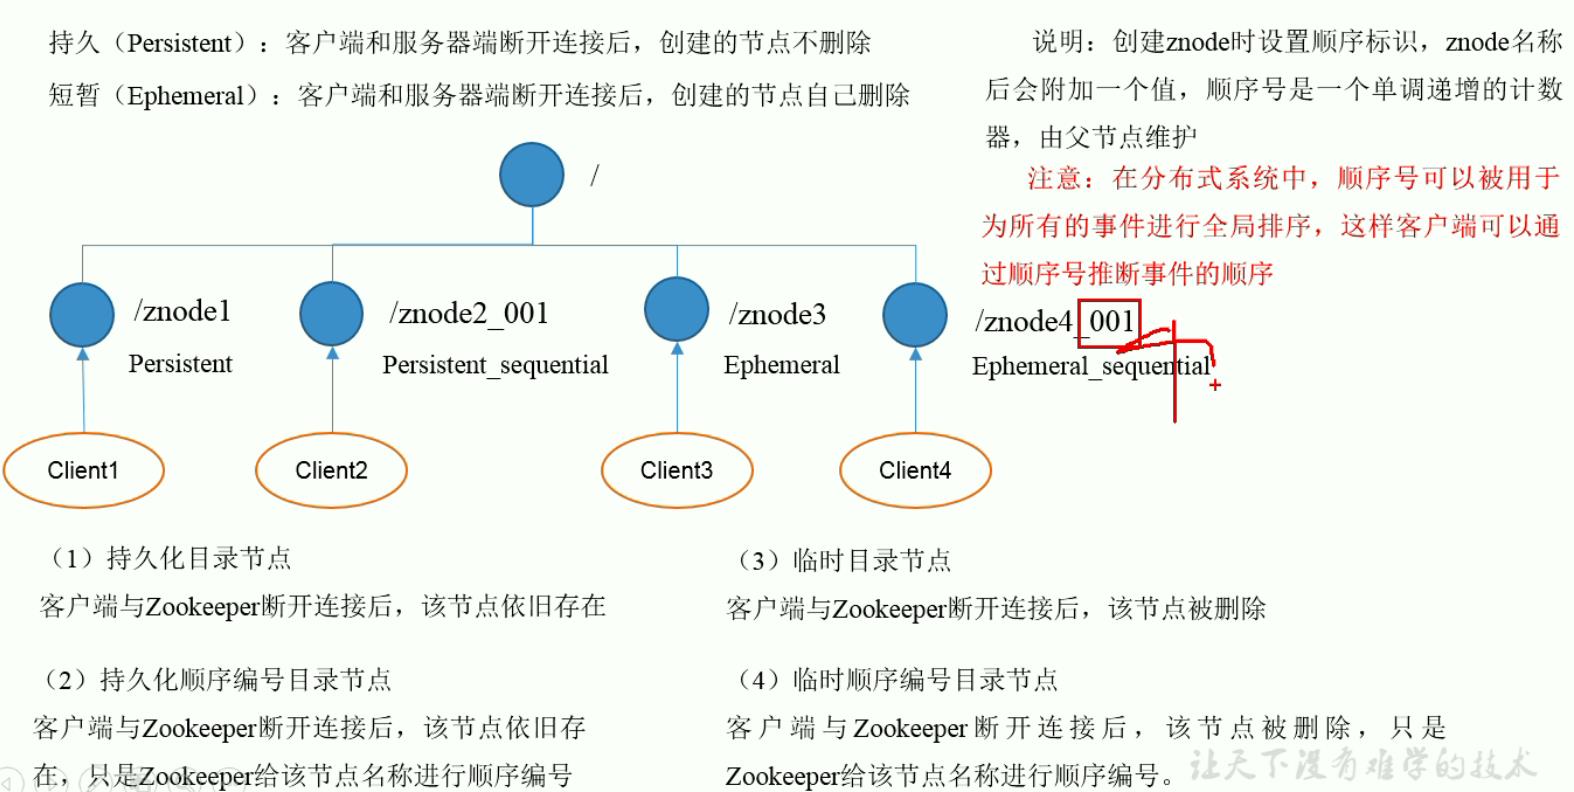 持久（Persistent）：客户端和服务器端断开连接后，创建的节点不删除
短暂（Ephemeral）：客户端和服务器端断开连接后，创建的节点自己删除
说明：创建znode时设置顺序标识，znode名称
后会附加一个值，顺序号是一个单调递增的计数
器，由父节点维护
注意：在分布式系统中，顺序号可以被用于
为所有的事件进行全局排序，这样客户端可以通
过顺序号推断事件的顺序
/
/znode1
Persistent
/znode2_001
Persistent_sequential
/znode3
Ephemeral
/znode4_001
Ephemeral_sequential
Client1
Client2
Client3
Client4
（1）持久化目录节点
客户端与Zookeeper断开连接后，该节点依旧存在
（2）持久化顺序编号目录节点
客户端与Zookeeper断开连接后，该节点依旧存
在，只是Zookeeper给该节点名称进行顺序编号
（3）临时目录节点
客户端与Zookeeper断开连接后，该节点被删除
（4）临时顺序编号目录节点
客户端与Zookeeper断开连接后，该节点被删除，只是
Zookeeper给该节点名称进行顺序编号。
让天下没有难学的技术